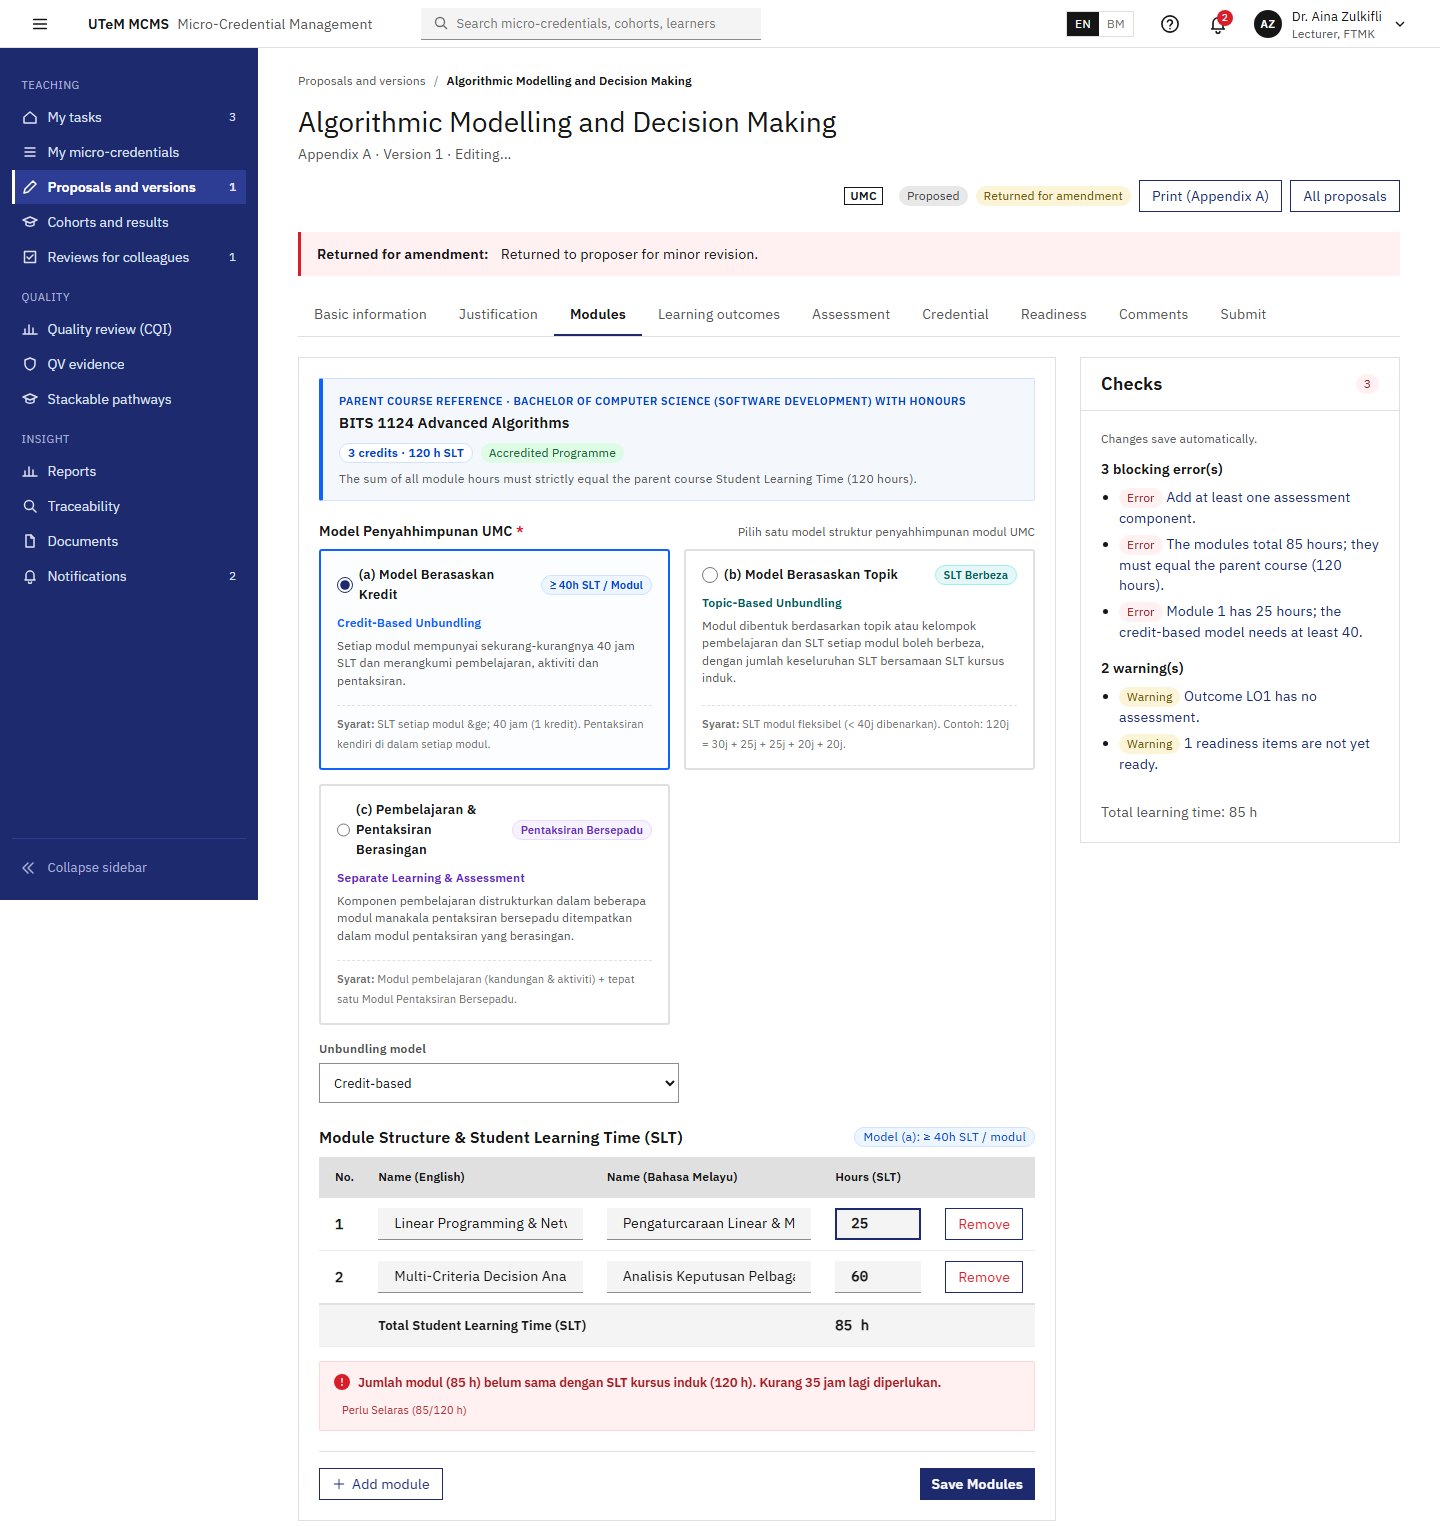 UTeM MCMS Micro-Credential Management
Search micro-credentials, cohorts, learners
EN BM
2
AZ
Dr. Aina Zulkifli
Lecturer, FTMK
TEACHING
My tasks 3
My micro-credentials
Proposals and versions 1
Cohorts and results
Reviews for colleagues 1
QUALITY
Quality review (CQI)
QV evidence
Stackable pathways
INSIGHT
Reports
Traceability
Documents
Notifications 2
Collapse sidebar
Proposals and versions / Algorithmic Modelling and Decision Making
Algorithmic Modelling and Decision Making
Appendix A · Version 1 · Editing...
UMC Proposed Returned for amendment Print (Appendix A) All proposals
Returned for amendment: Returned to proposer for minor revision.
Basic information Justification Modules Learning outcomes Assessment Credential Readiness Comments Submit
PARENT COURSE REFERENCE · BACHELOR OF COMPUTER SCIENCE (SOFTWARE DEVELOPMENT) WITH HONOURS
BITS 1124 Advanced Algorithms
3 credits · 120 h SLT Accredited Programme
The sum of all module hours must strictly equal the parent course Student Learning Time (120 hours).
Model Penyahhimpunan UMC *
Pilih satu model struktur penyahhimpunan modul UMC
(a) Model Berasaskan
Kredit
≥ 40h SLT / Modul
Credit-Based Unbundling
Setiap modul mempunyai sekurang-kurangnya 40 jam
SLT dan merangkumi pembelajaran, aktiviti dan
pentaksiran.
Syarat: SLT setiap modul &ge; 40 jam (1 kredit). Pentaksiran
kendiri di dalam setiap modul.
(b) Model Berasaskan Topik
SLT Berbeza
Topic-Based Unbundling
Modul dibentuk berdasarkan topik atau kelompok
pembelajaran dan SLT setiap modul boleh berbeza,
dengan jumlah keseluruhan SLT bersamaan SLT kursus
induk.
Syarat: SLT modul fleksibel (< 40j dibenarkan). Contoh: 120j
= 30j + 25j + 25j + 20j + 20j.
(c) Pembelajaran &
Pentaksiran
Berasingan
Pentaksiran Bersepadu
Separate Learning & Assessment
Komponen pembelajaran distrukturkan dalam beberapa
modul manakala pentaksiran bersepadu ditempatkan
dalam modul pentaksiran yang berasingan.
Syarat: Modul pembelajaran (kandungan & aktiviti) + tepat
satu Modul Pentaksiran Bersepadu.
Unbundling model
Credit-based
Module Structure & Student Learning Time (SLT)
Model (a): ≥ 40h SLT / modul
No. Name (English) Name (Bahasa Melayu) Hours (SLT)
1 Linear Programming & Netw Pengaturcaraan Linear & M 25 Remove
2 Multi-Criteria Decision Ana Analisis Keputusan Pelbaga 60 Remove
Total Student Learning Time (SLT) 85 h
Jumlah modul (85 h) belum sama dengan SLT kursus induk (120 h). Kurang 35 jam lagi diperlukan.
Perlu Selaras (85/120 h)
Add module
Save Modules
Checks 3
Changes save automatically.
3 blocking error(s)
Error Add at least one assessment
component.
Error The modules total 85 hours; they
must equal the parent course (120
hours).
Error Module 1 has 25 hours; the
credit-based model needs at least 40.
2 warning(s)
Warning Outcome LO1 has no
assessment.
Warning 1 readiness items are not yet
ready.
Total learning time: 85 h